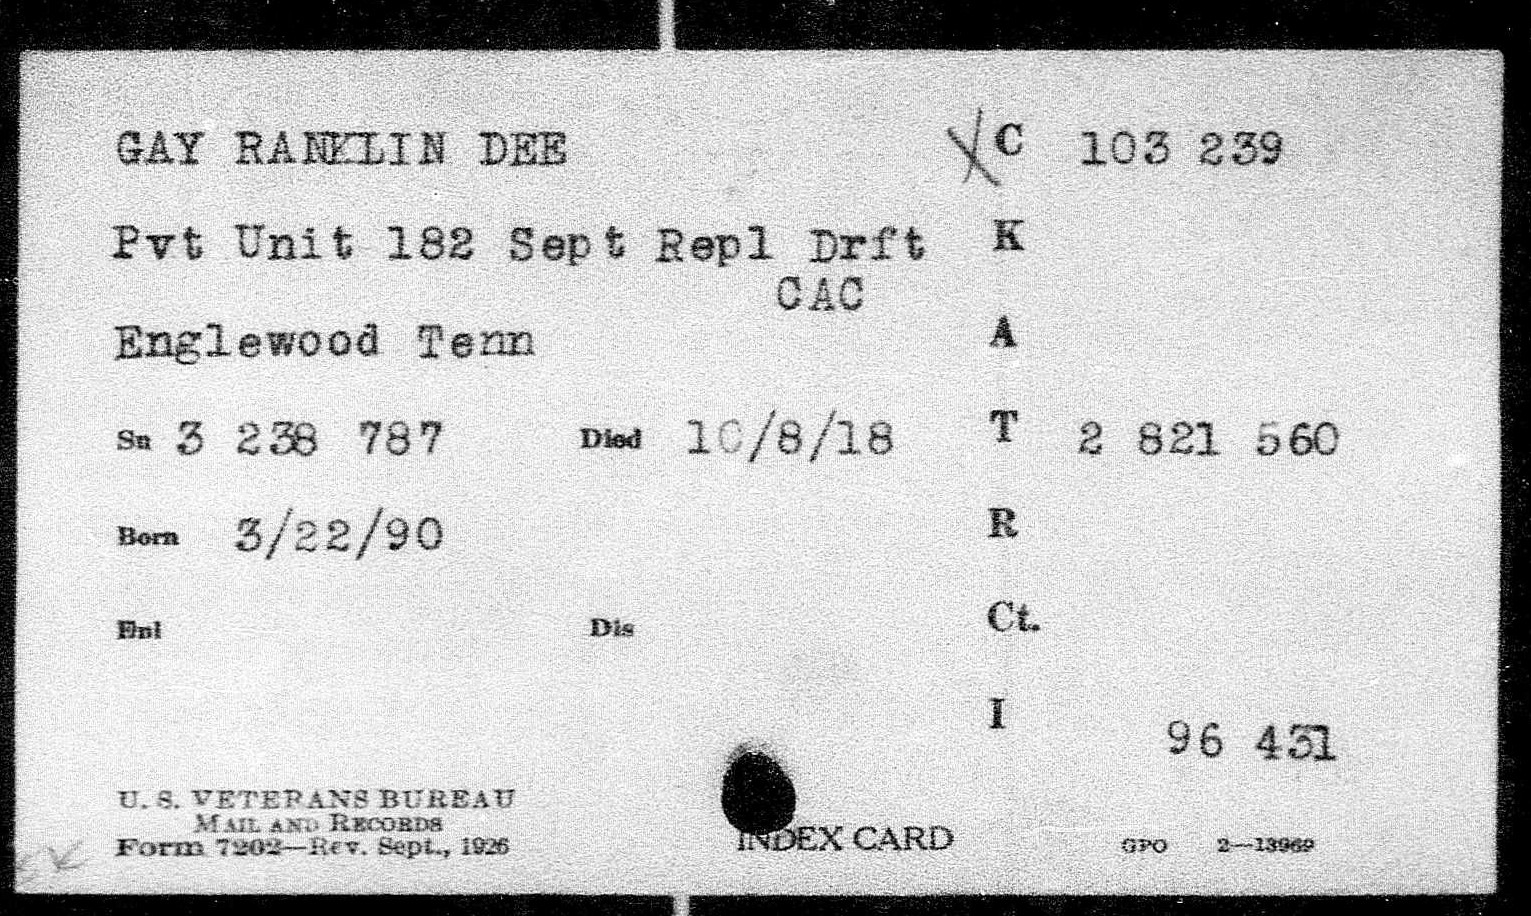 GAY RANKLIN DEE
X C 103 239
Pvt Unit 182 Sept Repl Drft
CAC
K
Englewood Tenn
A
Sn 3 238 787 Died 10/8/18
T 2 821 560
Born 3/22/90
R
Enl Dis
Ct.
I 96 431
U. S. VETERANS BUREAU
MAIL AND RECORDS
Form 7202—Rev. Sept., 1926
INDEX CARD
GPO 2—13969